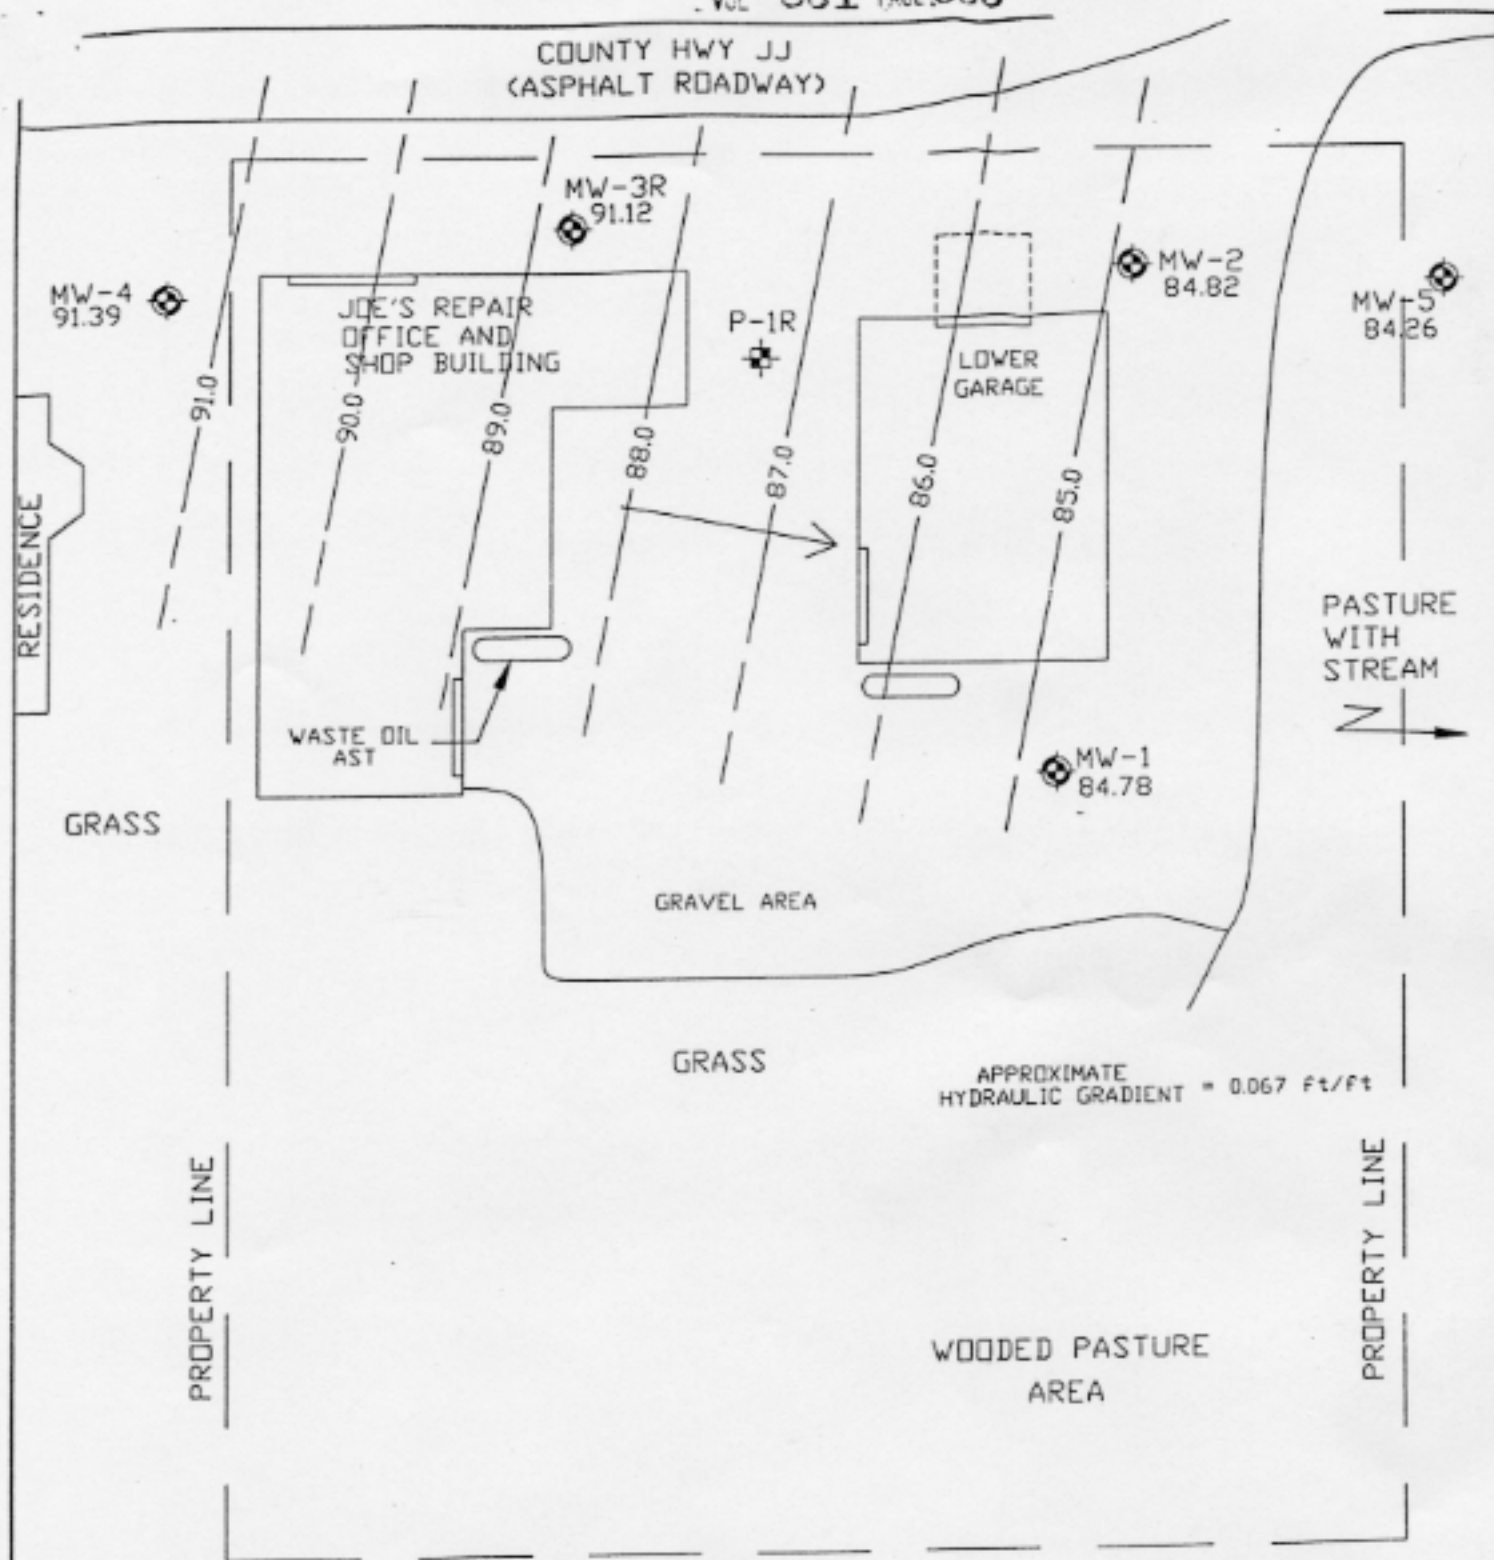 COUNTY HWY JJ
(ASPHALT ROADWAY)
MW-3R
91.12
MW-4
91.39
MW-2
84.82
MW-5
84.26
JOE'S REPAIR
OFFICE AND
SHOP BUILDING
P-1R
LOWER
GARAGE
91.0
90.0
89.0
88.0
87.0
86.0
85.0
RESIDENCE
PASTURE
WITH
STREAM
WASTE OIL
AST
MW-1
84.78
GRASS
GRAVEL AREA
GRASS
APPROXIMATE
HYDRAULIC GRADIENT = 0.067 ft/ft
PROPERTY LINE
PROPERTY LINE
WOODED PASTURE
AREA